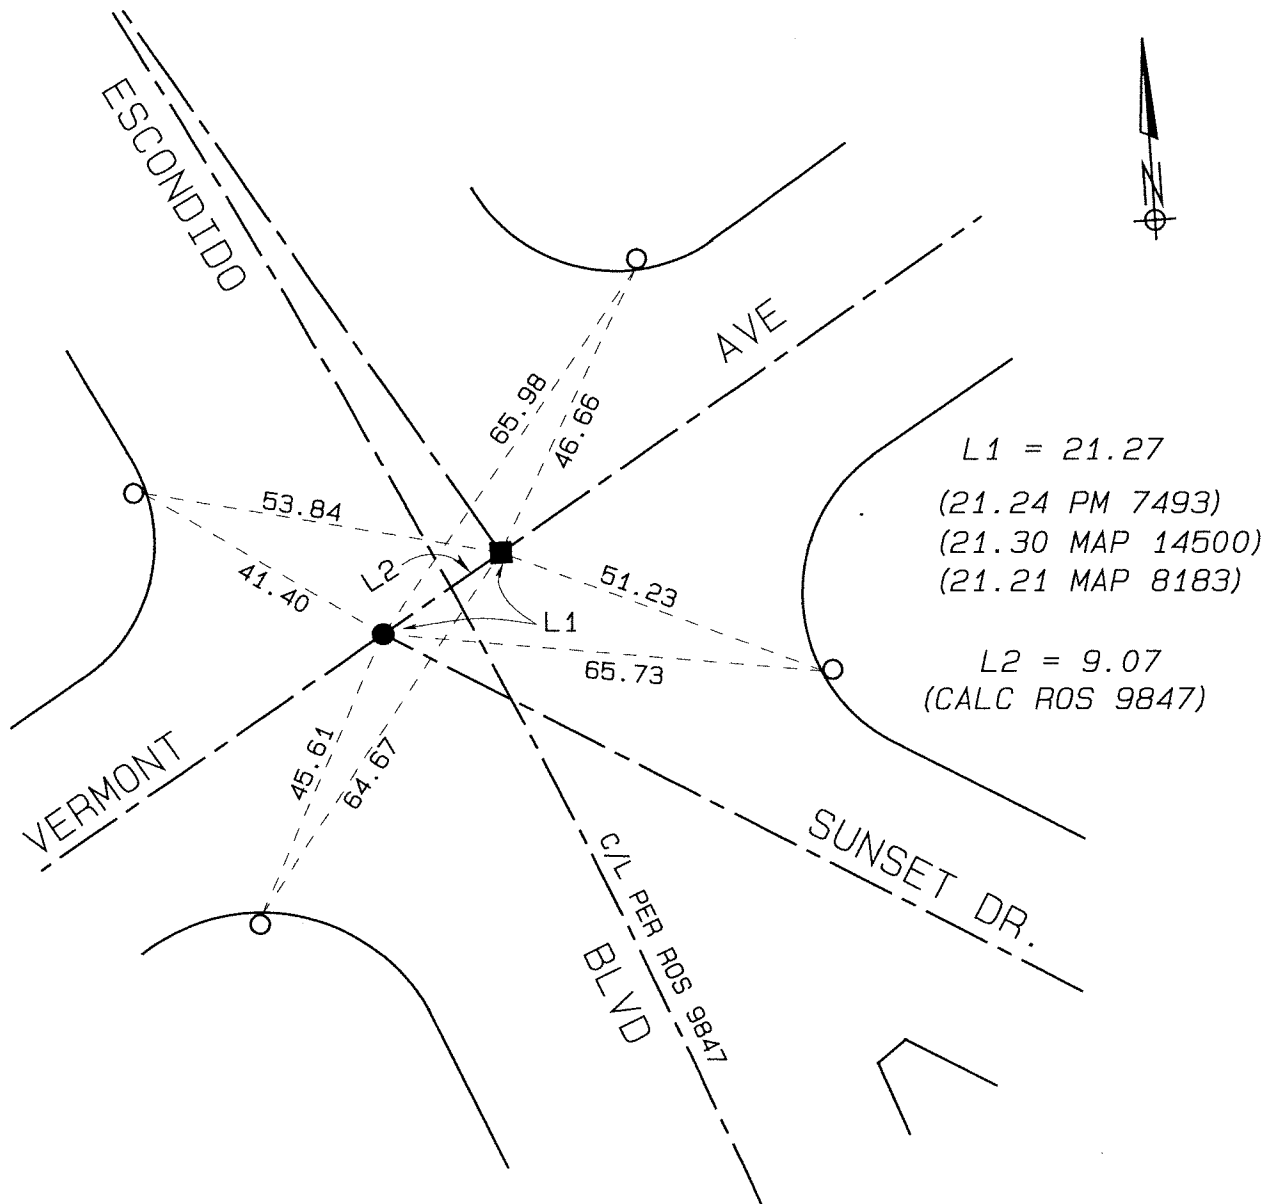 ESCONDIDO
N
AVE
65.98
46.66
L1 = 21.27
(21.24 PM 7493)
(21.30 MAP 14500)
(21.21 MAP 8183)
53.84
L2
51.23
41.40
L1
65.73
L2 = 9.07
(CALC ROS 9847)
45.61
64.67
VERMONT
SUNSET DR.
C/L PER ROS 9847
BLVD